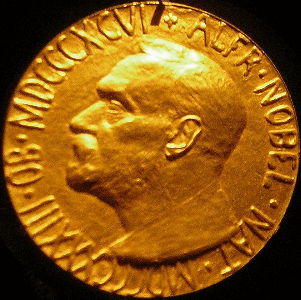 ALFR · NOBEL · NAT · MDCCCXXXIII · OB · MDCCCXCVI